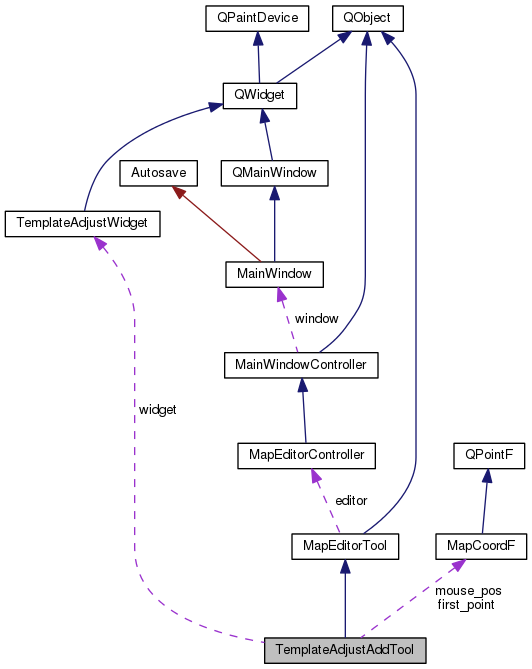 QPaintDevice
QObject
QWidget
Autosave
QMainWindow
TemplateAdjustWidget
MainWindow
window
MainWindowController
widget
MapEditorController
QPointF
editor
MapEditorTool
MapCoordF
mouse_pos
first_point
TemplateAdjustAddTool